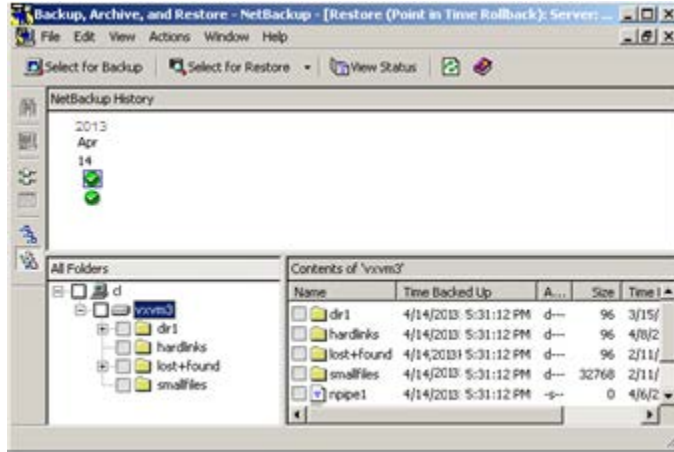 Backup, Archive, and Restore - NetBackup - [Restore (Point in Time Rollback): Server: ...
File Edit View Actions Window Help
Select for Backup Select for Restore View Status
NetBackup History
2013
Apr
14
All Folders
Contents of 'vxvm3'
Name Time Backed Up A... Size Time
d
vxvm3
dir1
hardlinks
lost+found
smallfiles
dir1 4/14/2013 5:31:12 PM d--- 96 3/15/
hardlinks 4/14/2013 5:31:12 PM d--- 96 4/8/2
lost+found 4/14/2013 5:31:12 PM d--- 96 2/11/
smallfiles 4/14/2013 5:31:12 PM d--- 32768 2/11/
npipe1 4/14/2013 5:31:12 PM -s-- 0 4/6/2